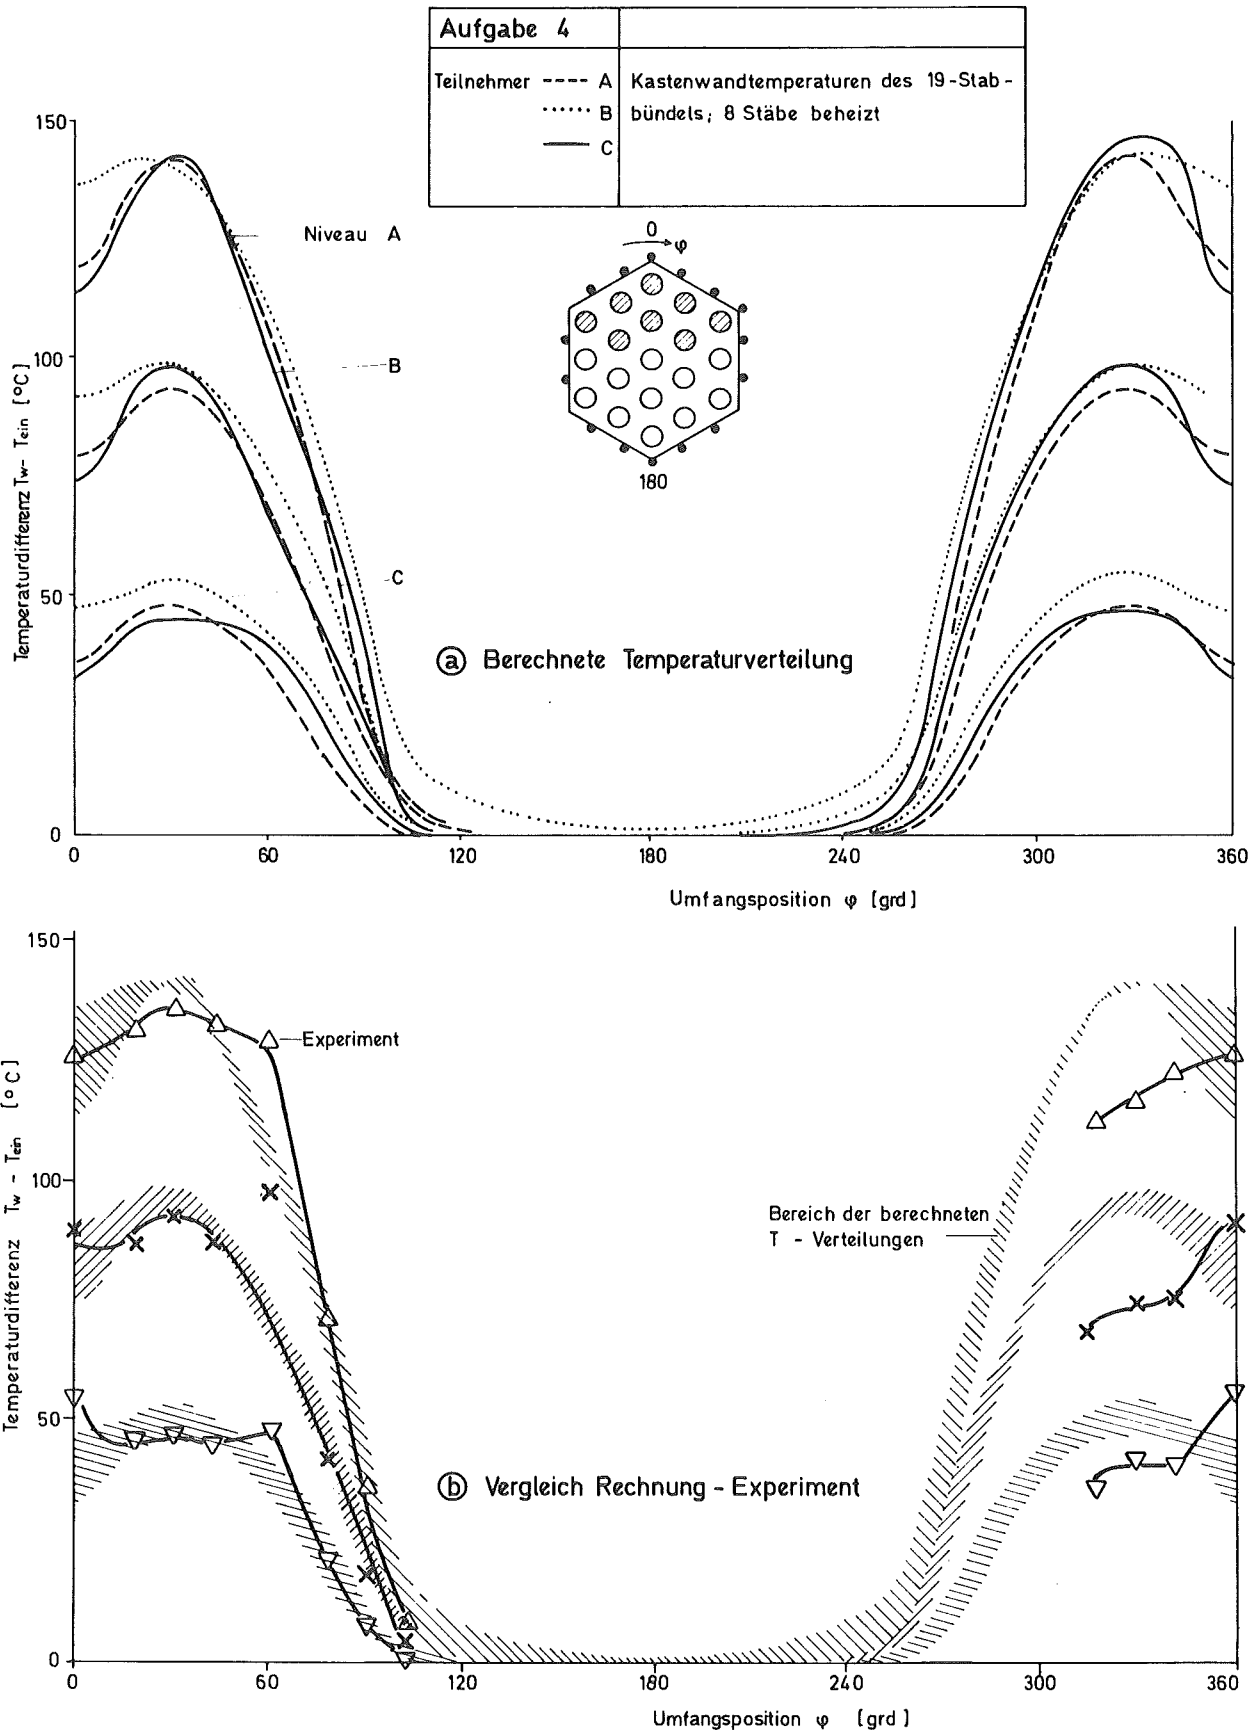 Aufgabe 4
Teilnehmer ---- A
........ B
—— C
Kastenwandtemperaturen des 19-Stab-
bündels; 8 Stäbe beheizt
150
100
50
0
Temperaturdifferenz Tw- Tein [°C]
Niveau A
B
C
0
φ
180
ⓐ Berechnete Temperaturverteilung
0 60 120 180 240 300 360
Umfangsposition φ [grd]
150
100
50
0
Temperaturdifferenz Tw - Tein [°C]
Experiment
Bereich der berechneten
T - Verteilungen
ⓑ Vergleich Rechnung - Experiment
0 60 120 180 240 300 360
Umfangsposition φ [grd]